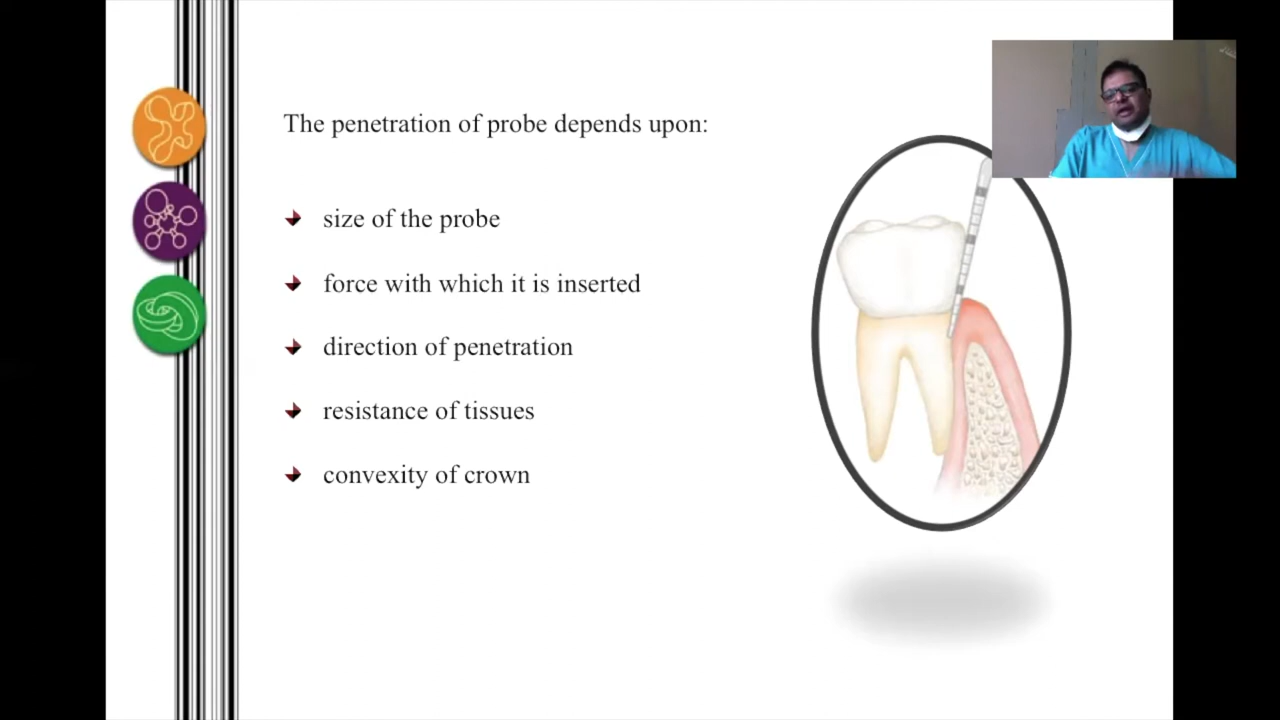 The penetration of probe depends upon:
size of the probe
force with which it is inserted
direction of penetration
resistance of tissues
convexity of crown